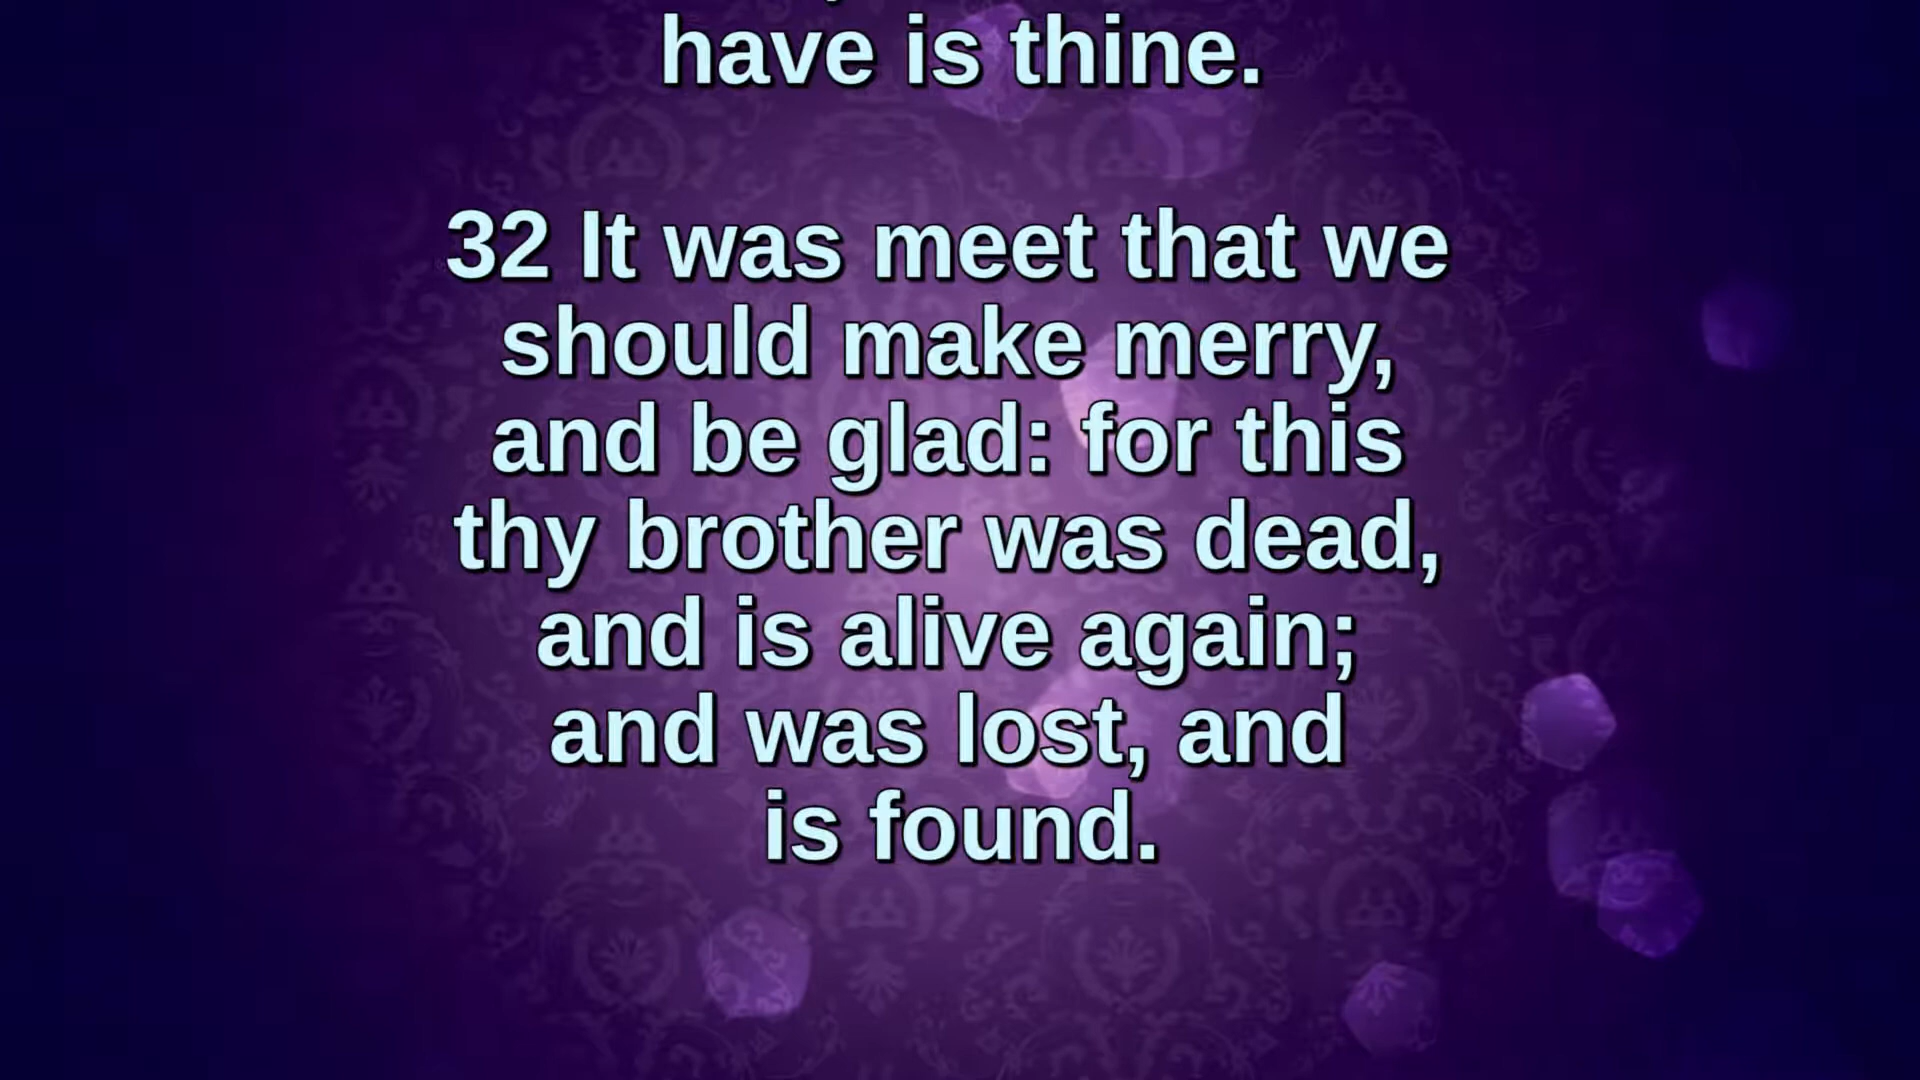 have is thine.
32 It was meet that we
should make merry,
and be glad: for this
thy brother was dead,
and is alive again;
and was lost, and
is found.